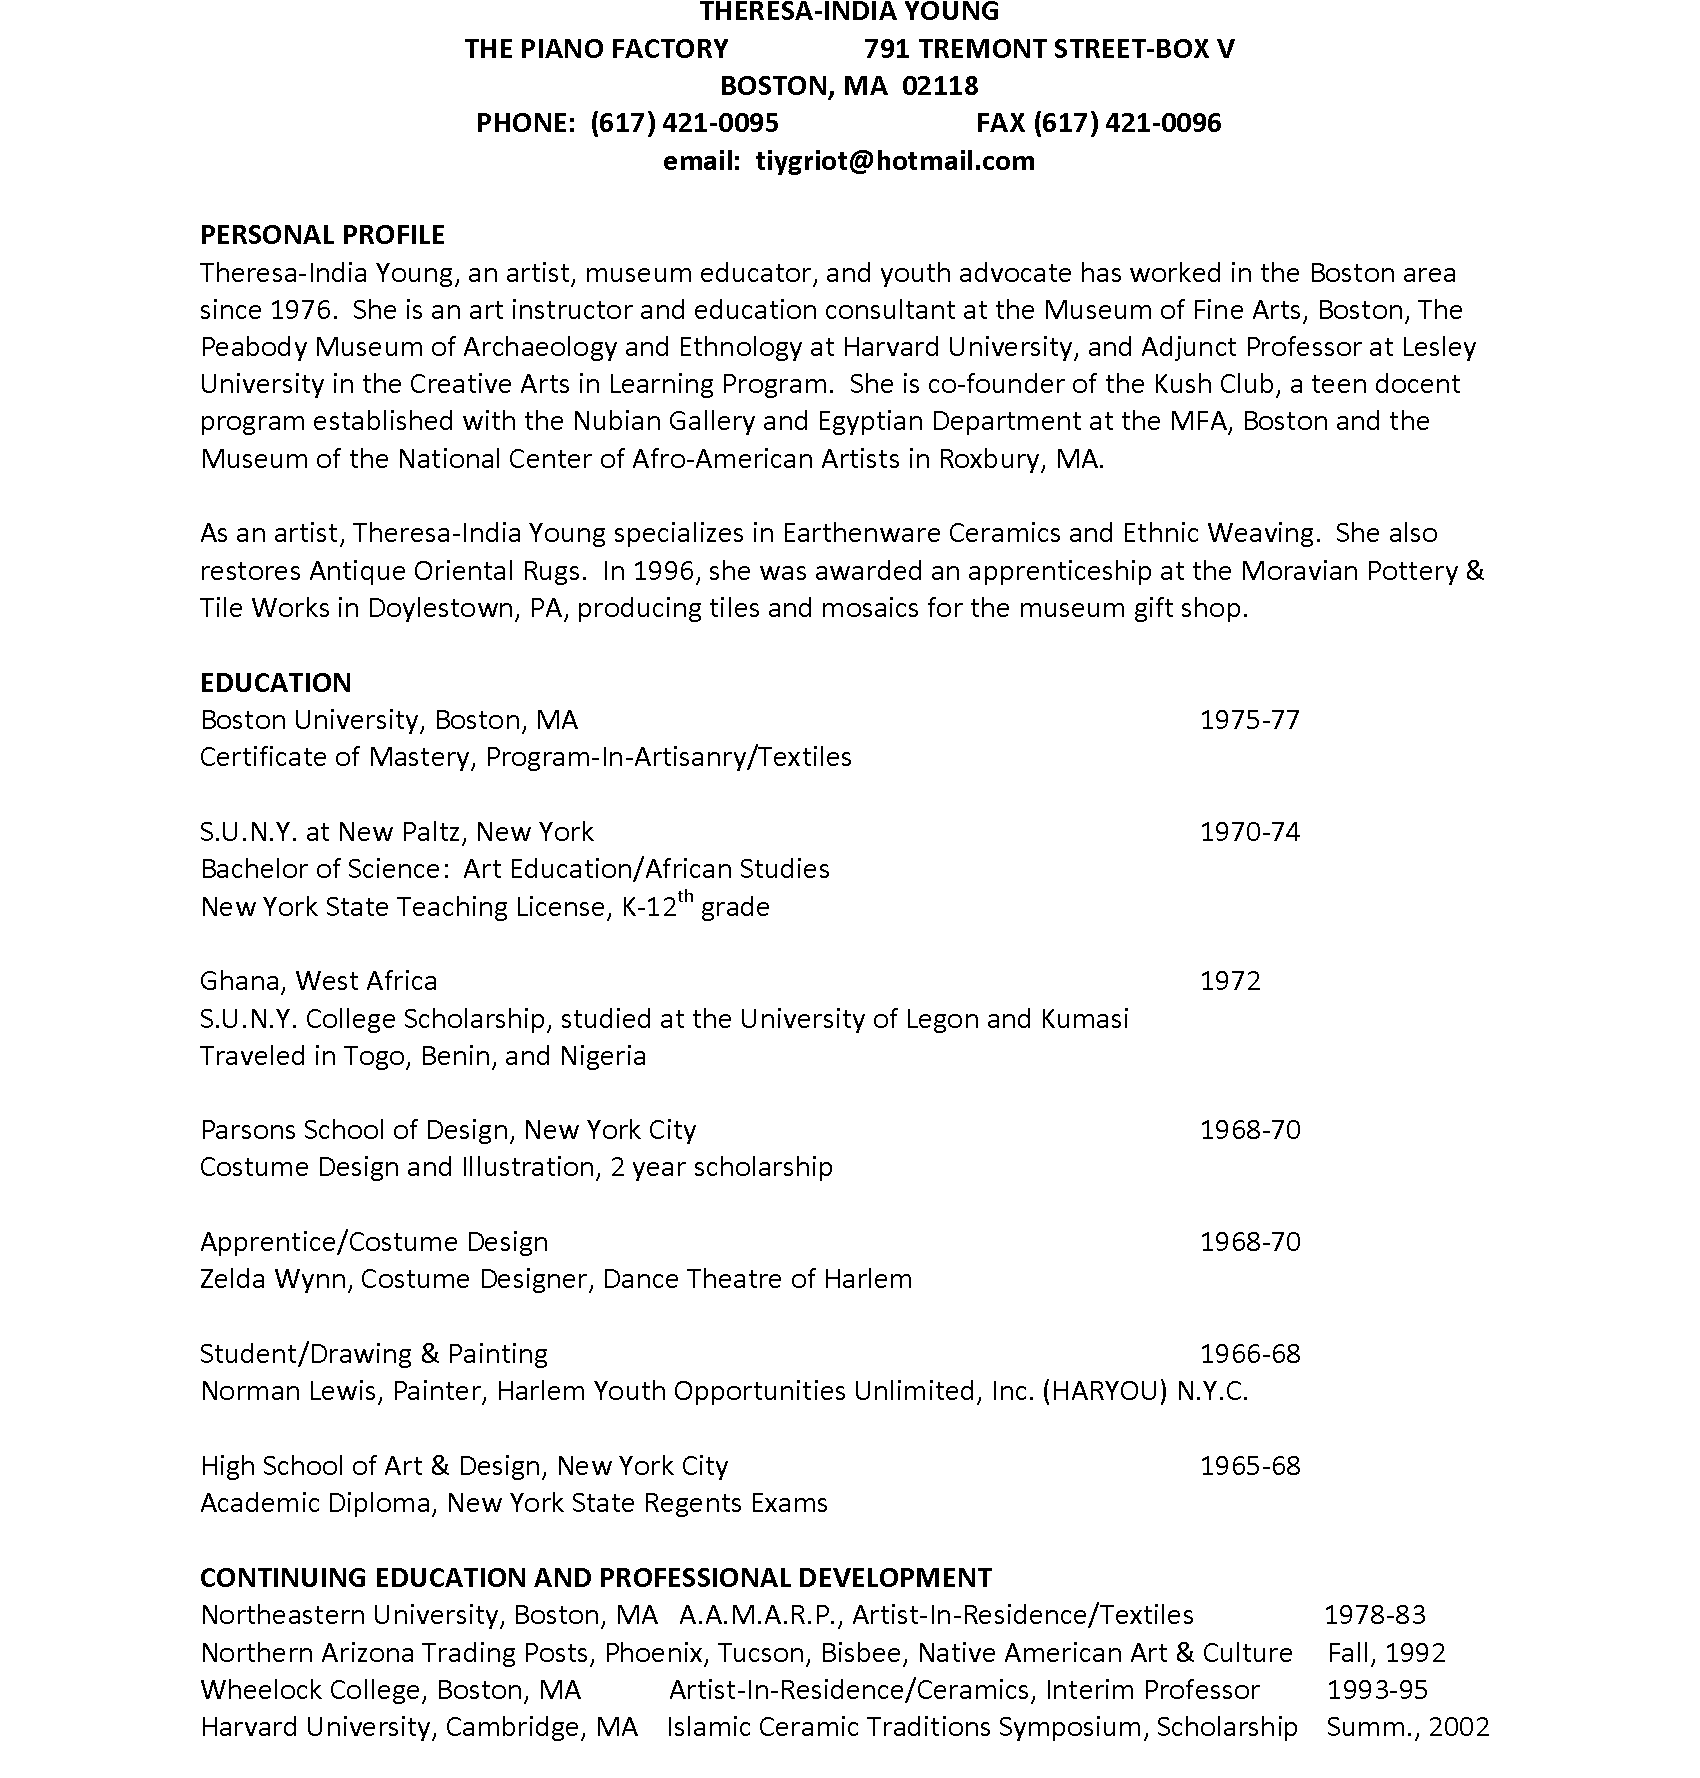 THERESA-INDIA YOUNG
THE PIANO FACTORY 791 TREMONT STREET-BOX V
BOSTON, MA 02118
PHONE: (617) 421-0095 FAX (617) 421-0096
email: tiygriot@hotmail.com
PERSONAL PROFILE
Theresa-India Young, an artist, museum educator, and youth advocate has worked in the Boston area
since 1976. She is an art instructor and education consultant at the Museum of Fine Arts, Boston, The
Peabody Museum of Archaeology and Ethnology at Harvard University, and Adjunct Professor at Lesley
University in the Creative Arts in Learning Program. She is co-founder of the Kush Club, a teen docent
program established with the Nubian Gallery and Egyptian Department at the MFA, Boston and the
Museum of the National Center of Afro-American Artists in Roxbury, MA.
As an artist, Theresa-India Young specializes in Earthenware Ceramics and Ethnic Weaving. She also
restores Antique Oriental Rugs. In 1996, she was awarded an apprenticeship at the Moravian Pottery &
Tile Works in Doylestown, PA, producing tiles and mosaics for the museum gift shop.
EDUCATION
Boston University, Boston, MA 1975-77
Certificate of Mastery, Program-In-Artisanry/Textiles
S.U.N.Y. at New Paltz, New York 1970-74
Bachelor of Science: Art Education/African Studies
New York State Teaching License, K-12th grade
Ghana, West Africa 1972
S.U.N.Y. College Scholarship, studied at the University of Legon and Kumasi
Traveled in Togo, Benin, and Nigeria
Parsons School of Design, New York City 1968-70
Costume Design and Illustration, 2 year scholarship
Apprentice/Costume Design 1968-70
Zelda Wynn, Costume Designer, Dance Theatre of Harlem
Student/Drawing & Painting 1966-68
Norman Lewis, Painter, Harlem Youth Opportunities Unlimited, Inc. (HARYOU) N.Y.C.
High School of Art & Design, New York City 1965-68
Academic Diploma, New York State Regents Exams
CONTINUING EDUCATION AND PROFESSIONAL DEVELOPMENT
Northeastern University, Boston, MA A.A.M.A.R.P., Artist-In-Residence/Textiles 1978-83
Northern Arizona Trading Posts, Phoenix, Tucson, Bisbee, Native American Art & Culture Fall, 1992
Wheelock College, Boston, MA Artist-In-Residence/Ceramics, Interim Professor 1993-95
Harvard University, Cambridge, MA Islamic Ceramic Traditions Symposium, Scholarship Summ., 2002